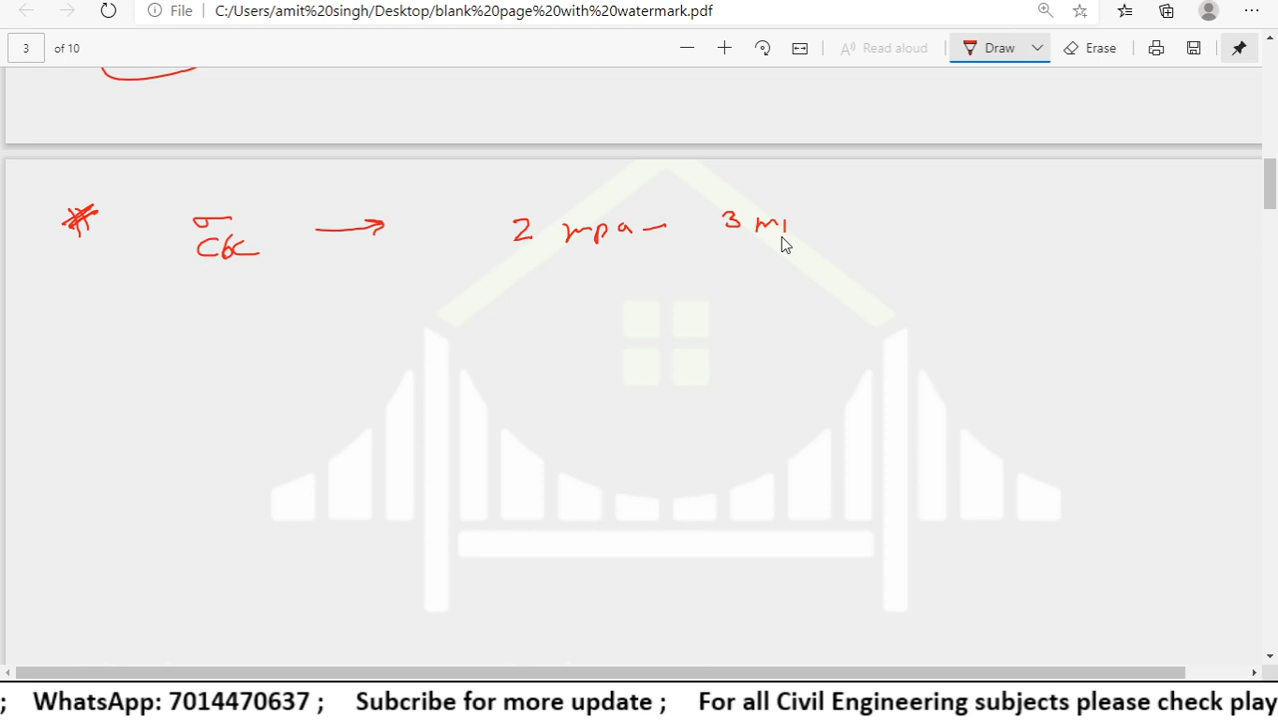 File C:/Users/amit%20singh/Desktop/blank%20page%20with%20watermark.pdf
3 of 10 Read aloud Draw Erase
σ → 2 mpa - 3 m
cbc
; WhatsApp: 7014470637 ; Subcribe for more update ; For all Civil Engineering subjects please check play